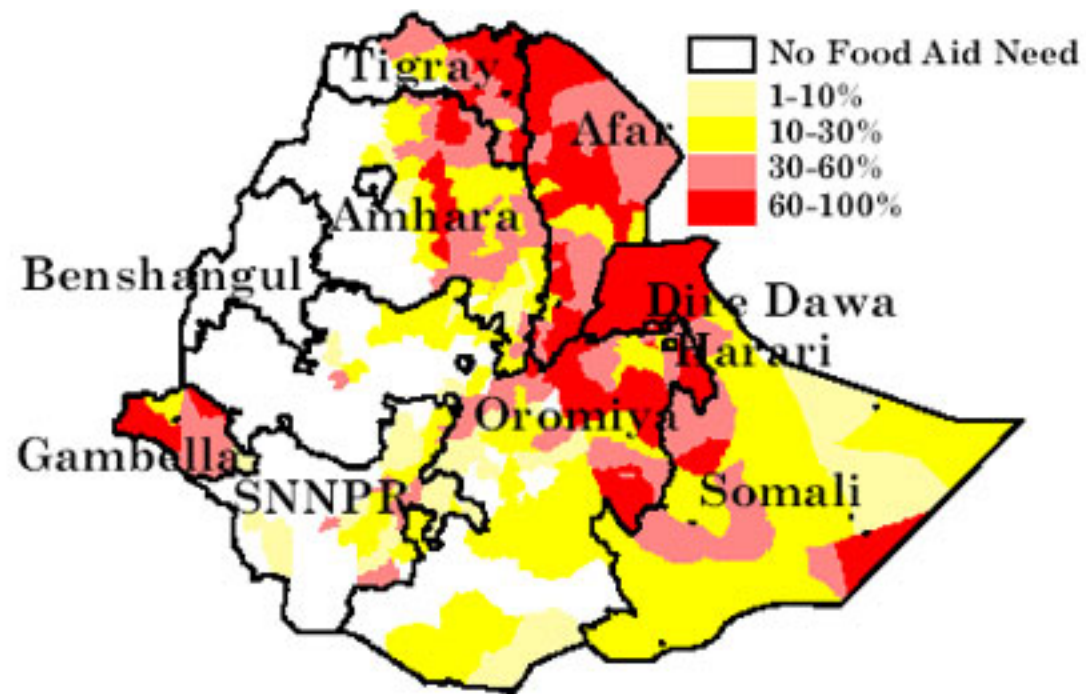 No Food Aid Need
1-10%
10-30%
30-60%
60-100%
Tigray
Afar
Amhara
Benshangul
Dire Dawa
Harari
Oromiya
Gambella
SNNPR
Somali